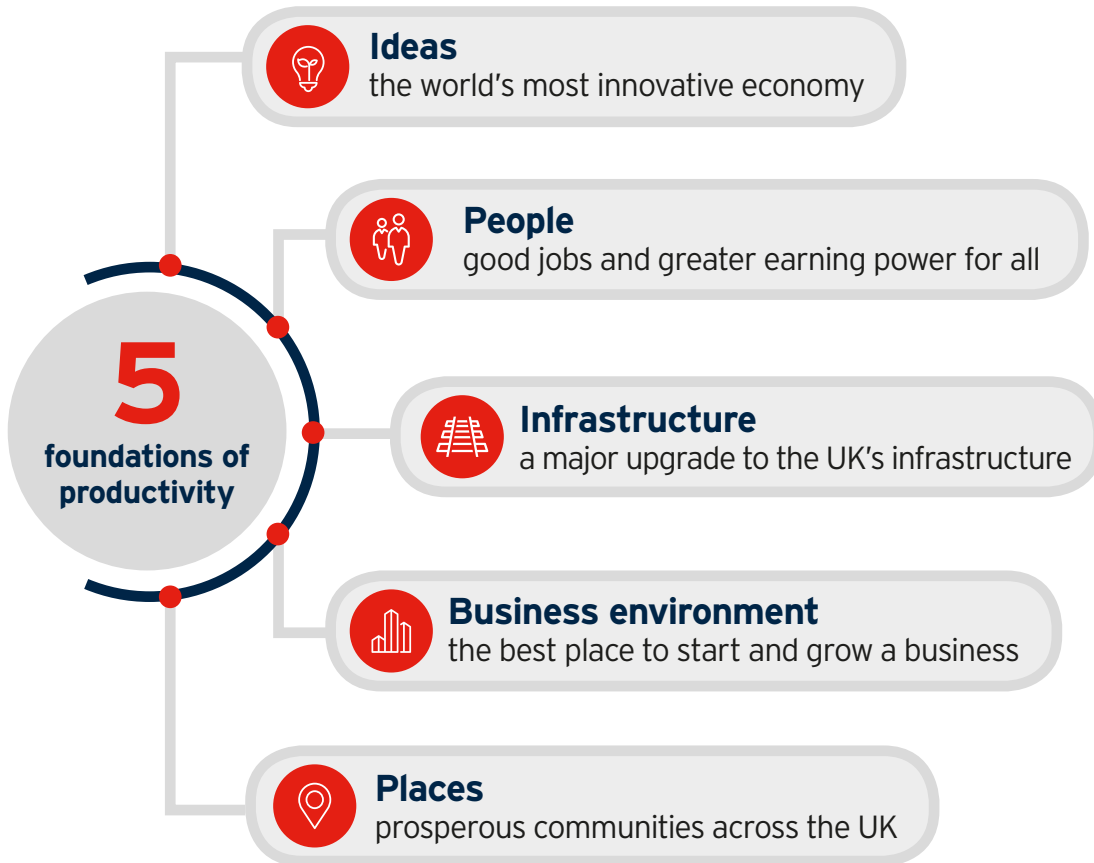 Ideas
the world's most innovative economy
People
good jobs and greater earning power for all
5
foundations of
productivity
Infrastructure
a major upgrade to the UK's infrastructure
Business environment
the best place to start and grow a business
Places
prosperous communities across the UK